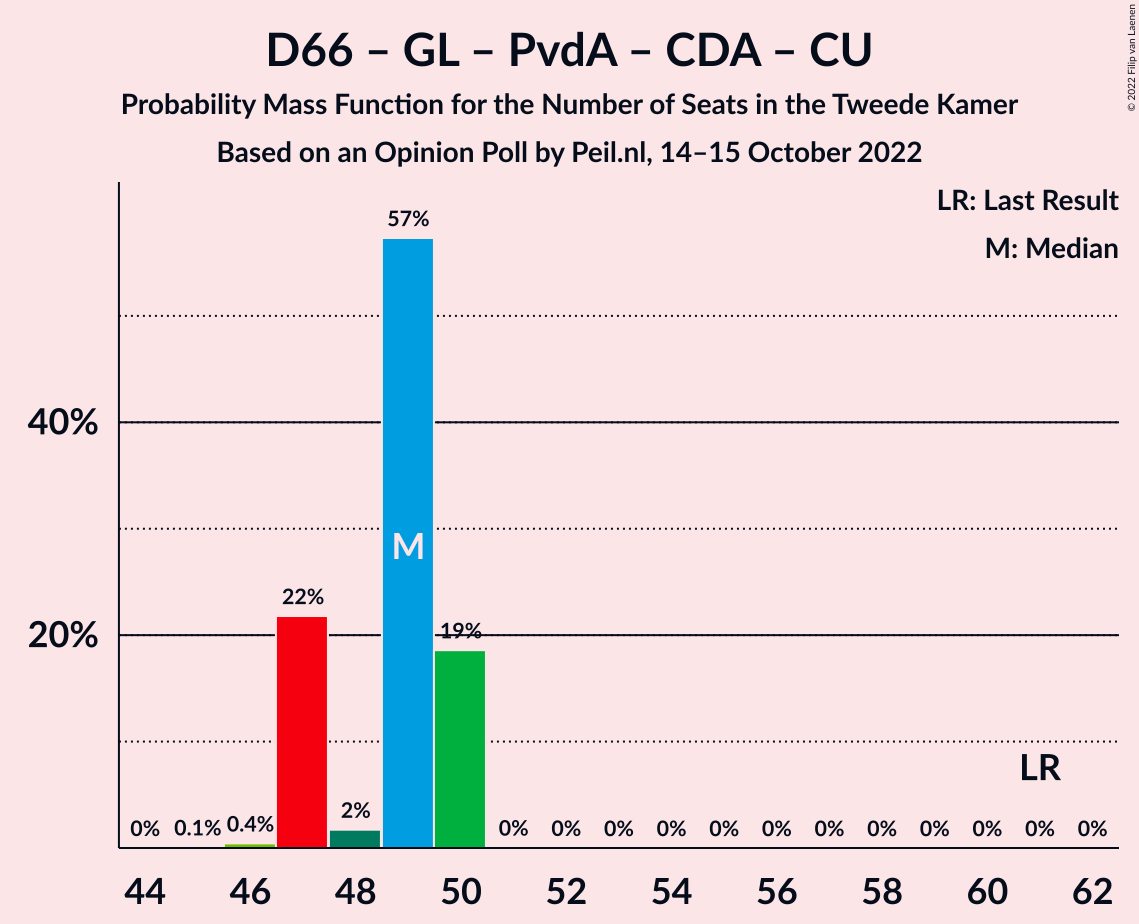 D66 – GL – PvdA – CDA – CU
Probability Mass Function for the Number of Seats in the Tweede Kamer
Based on an Opinion Poll by Peil.nl, 14–15 October 2022
© 2022 Filip van Laenen
LR: Last Result
M: Median
57%
40%
M
22%
20%
19%
LR
0% 0.1% 0.4% 2% 0% 0% 0% 0% 0% 0% 0% 0% 0% 0% 0% 0%
44 46 48 50 52 54 56 58 60 62